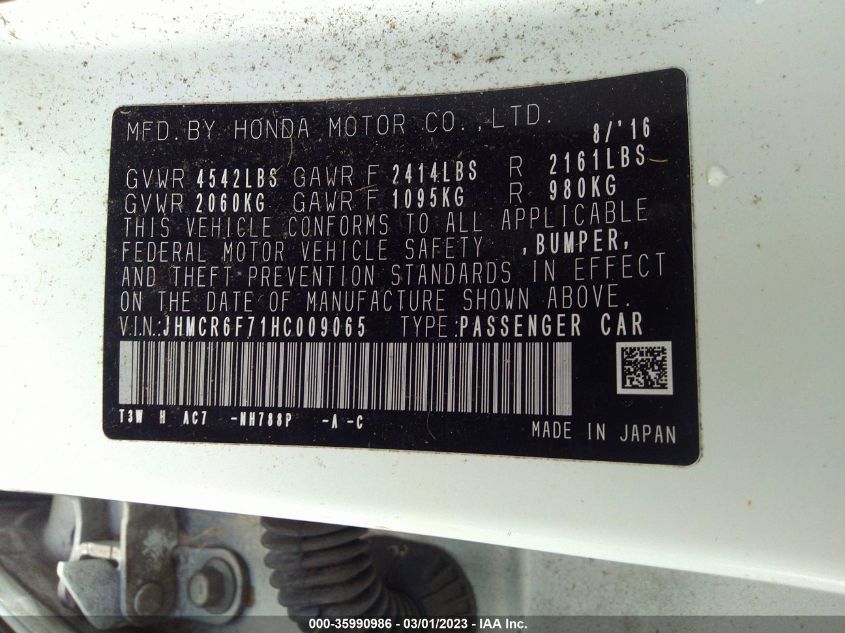 MFD. BY HONDA MOTOR CO., LTD. 8/'16
GVWR 4542LBS GAWR F 2414LBS R 2161LBS
GVWR 2060KG GAWR F 1095KG R 980KG
THIS VEHICLE CONFORMS TO ALL APPLICABLE
FEDERAL MOTOR VEHICLE SAFETY ,BUMPER,
AND THEFT PREVENTION STANDARDS IN EFFECT
ON THE DATE OF MANUFACTURE SHOWN ABOVE.
V.I.N.: JHMCR6F71HC009065 TYPE:PASSENGER CAR
T3W H AC7 -NH788P -A -C
MADE IN JAPAN
000-35990986 - 03/01/2023 - IAA Inc.